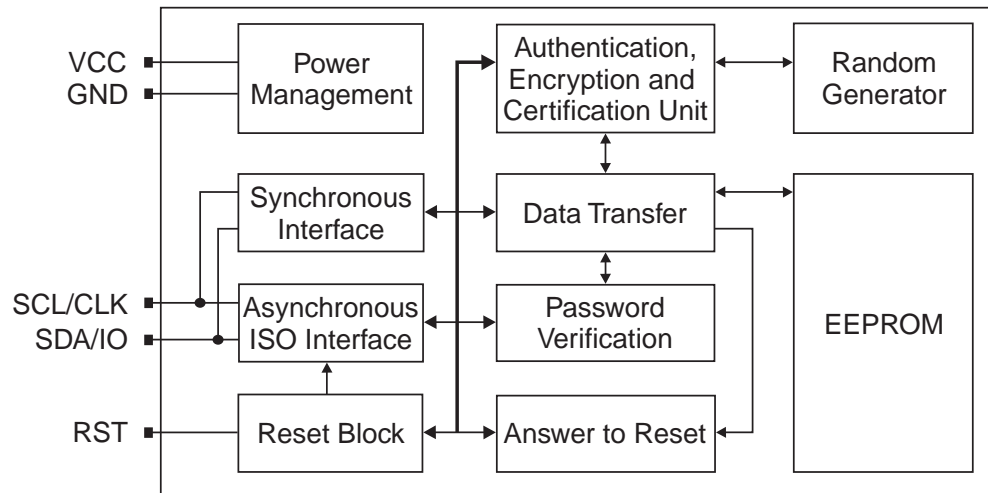 VCC
GND
Power
Management
Authentication,
Encryption and
Certification Unit
Random
Generator
Synchronous
Interface
Data Transfer
SCL/CLK
SDA/IO
Asynchronous
ISO Interface
Password
Verification
EEPROM
RST
Reset Block
Answer to Reset